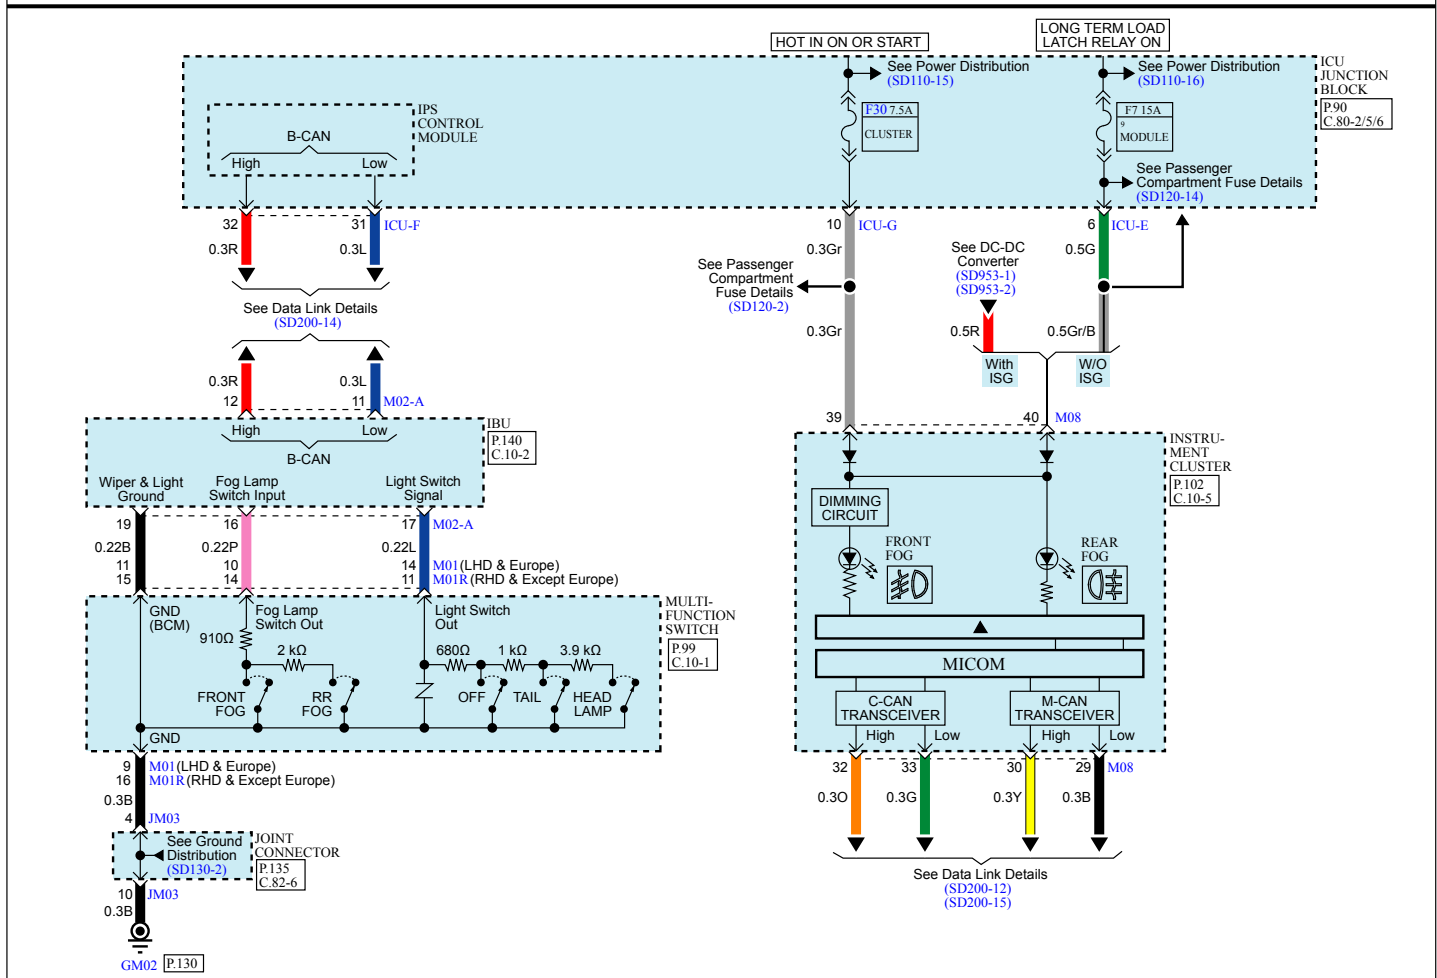 HOT IN ON OR START
LONG TERM LOAD
LATCH RELAY ON
See Power Distribution
(SD110-15)
See Power Distribution
(SD110-16)
ICU
JUNCTION
BLOCK
P.90
C.80-2/5/6
IPS
CONTROL
MODULE
B-CAN
High
Low
F30 7.5A
CLUSTER
F7 15A
9
MODULE
See Passenger
Compartment Fuse Details
(SD120-14)
32
31
ICU-F
10
ICU-G
6
ICU-E
0.3R
0.3L
0.3Gr
0.5G
See Data Link Details
(SD200-14)
See Passenger
Compartment
Fuse Details
(SD120-2)
See DC-DC
Converter
(SD953-1)
(SD953-2)
0.3Gr
0.5R
0.5Gr/B
With
ISG
W/O
ISG
0.3R
0.3L
12
11
M02-A
39
40
M08
High
Low
B-CAN
IBU
P.140
C.10-2
Wiper & Light
Ground
Fog Lamp
Switch Input
Light Switch
Signal
INSTRU-
MENT
CLUSTER
P.102
C.10-5
DIMMING
CIRCUIT
FRONT
FOG
REAR
FOG
19
16
17
M02-A
0.22B
0.22P
0.22L
11
10
14
M01(LHD & Europe)
15
14
11
M01R(RHD & Except Europe)
GND
(BCM)
Fog Lamp
Switch Out
Light Switch
Out
MULTI-
FUNCTION
SWITCH
P.99
C.10-1
910Ω
2 kΩ
680Ω
1 kΩ
3.9 kΩ
FRONT
FOG
RR
FOG
OFF
TAIL
HEAD
LAMP
GND
MICOM
C-CAN
TRANSCEIVER
M-CAN
TRANSCEIVER
High
Low
High
Low
9
M01(LHD & Europe)
16
M01R(RHD & Except Europe)
0.3B
4
JM03
32
33
30
29
M08
0.3O
0.3G
0.3Y
0.3B
See Ground
Distribution
(SD130-2)
JOINT
CONNECTOR
P.135
C.82-6
10
JM03
0.3B
See Data Link Details
(SD200-12)
(SD200-15)
GM02
P.130